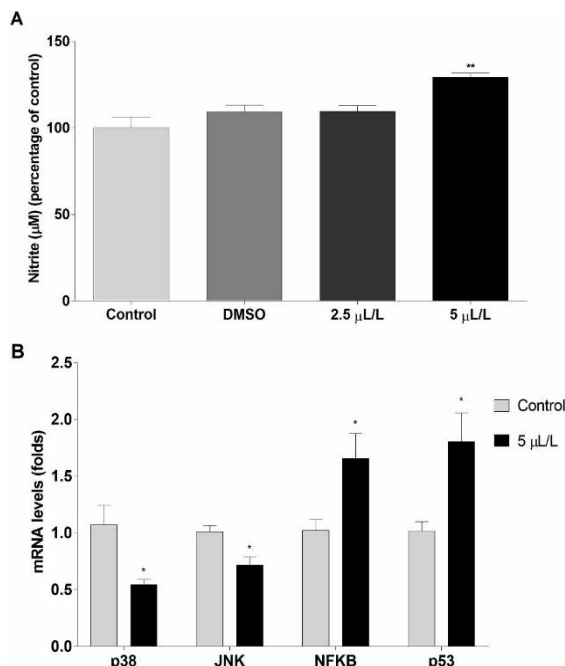 A
Nitrite (µM) (percentage of control)
150
100
50
0
**
Control DMSO 2.5 µL/L 5 µL/L
B
mRNA levels (folds)
2.5
2.0
1.5
1.0
0.5
0.0
* * * *
Control
5 µL/L
p38 JNK NFKB p53